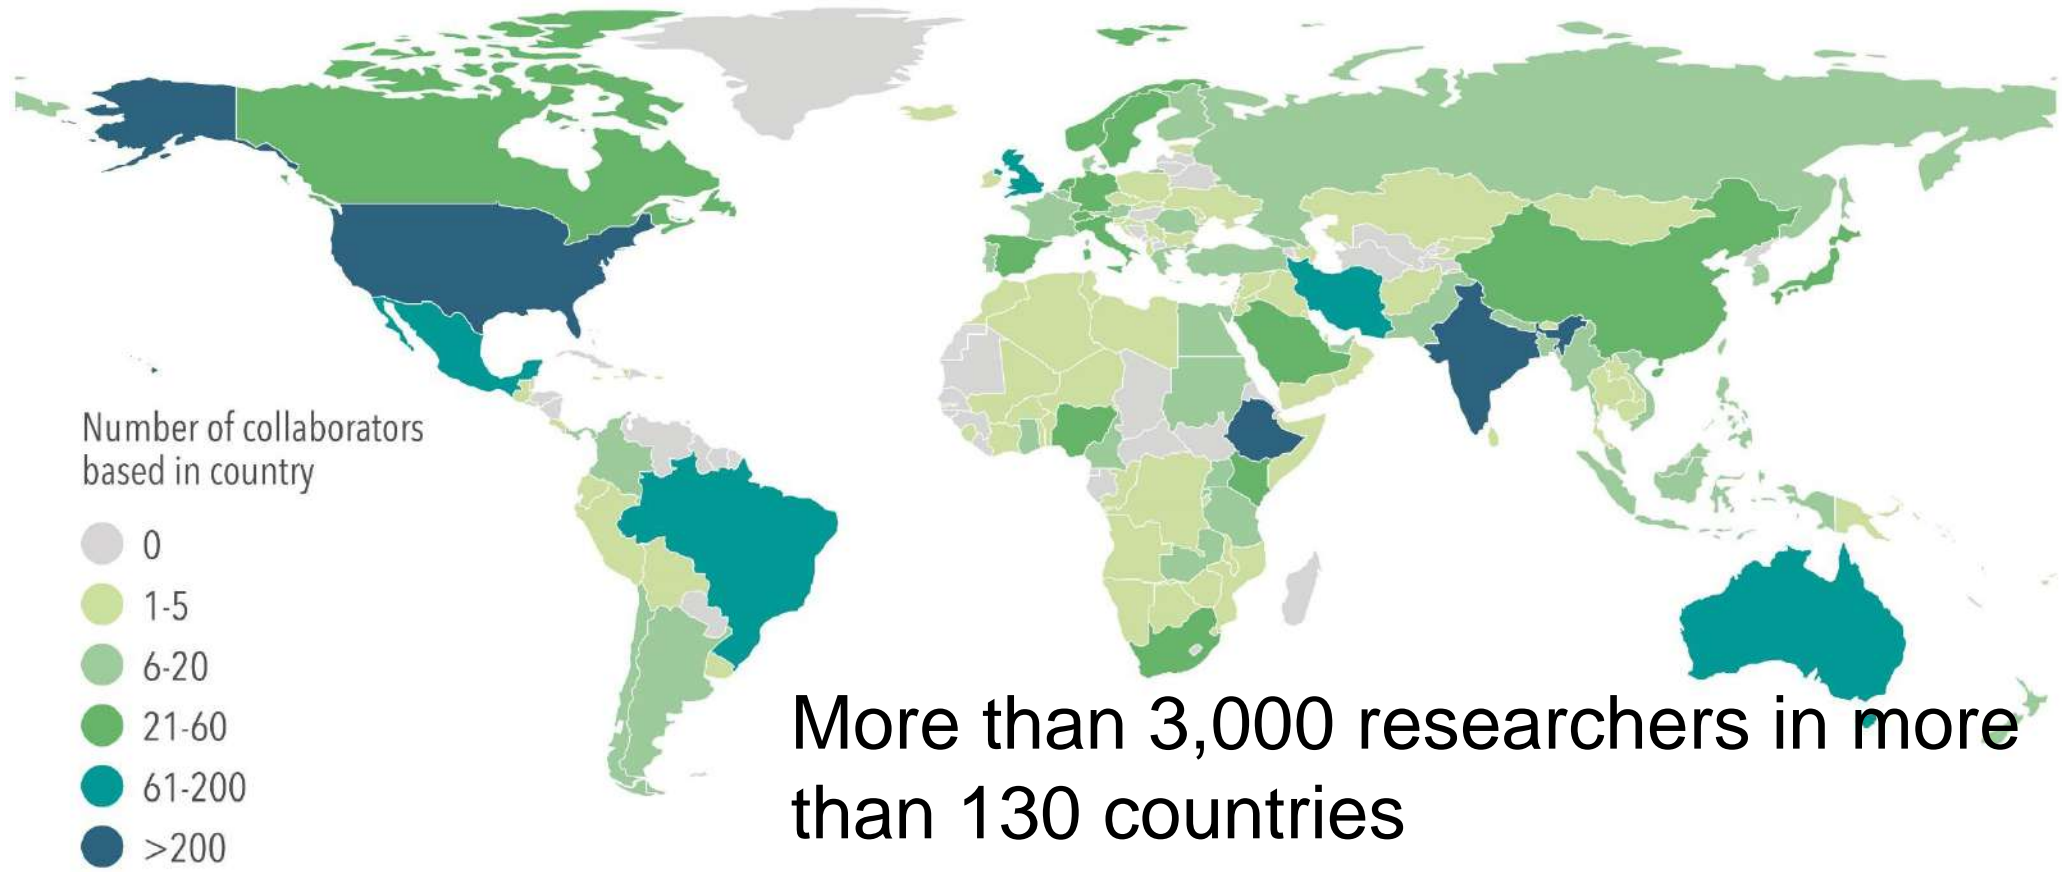 Number of collaborators
based in country
0
1-5
6-20
21-60
61-200
>200
More than 3,000 researchers in more
than 130 countries